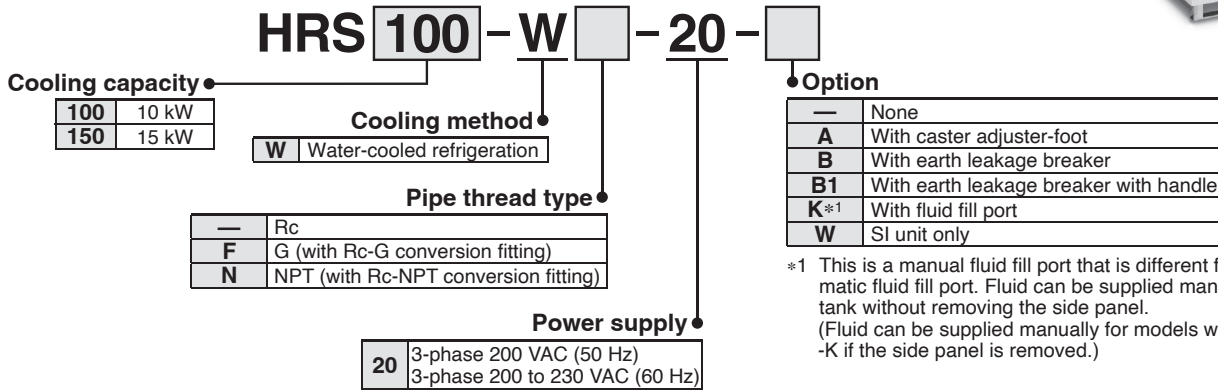 HRS 100 - W - 20 -
Cooling capacity
100 10 kW
150 15 kW
Cooling method
W Water-cooled refrigeration
Pipe thread type
— Rc
F G (with Rc-G conversion fitting)
N NPT (with Rc-NPT conversion fitting)
Power supply
20 3-phase 200 VAC (50 Hz)
3-phase 200 to 230 VAC (60 Hz)
Option
— None
A With caster adjuster-foot
B With earth leakage breaker
B1 With earth leakage breaker with handle
K*1 With fluid fill port
W SI unit only
*1 This is a manual fluid fill port that is different
matic fluid fill port. Fluid can be supplied
tank without removing the side panel.
(Fluid can be supplied manually for models
-K if the side panel is removed.)